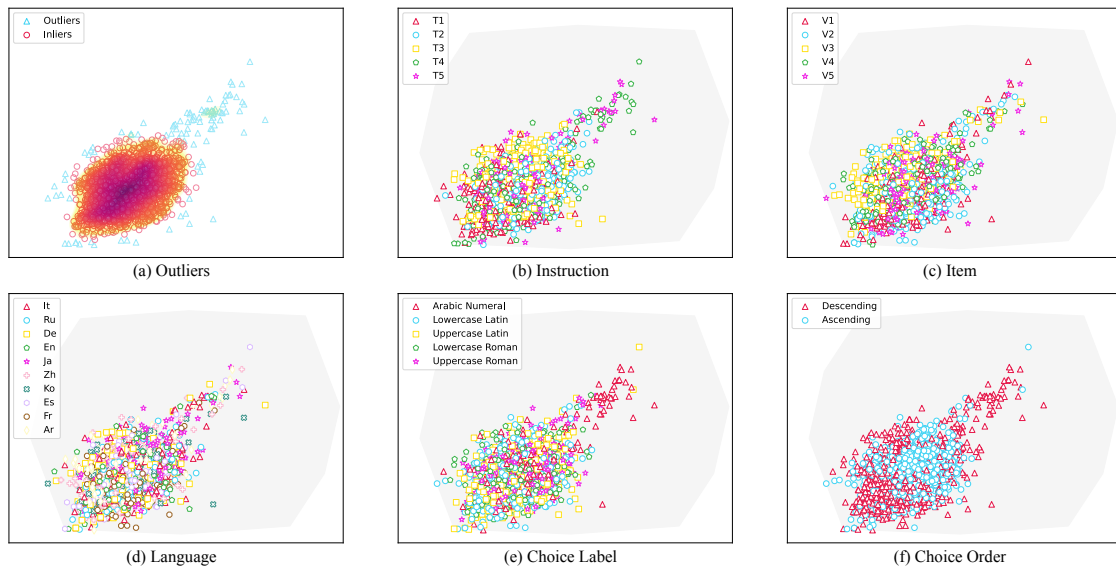 Outliers
Inliers
(a) Outliers
T1
T2
T3
T4
T5
(b) Instruction
V1
V2
V3
V4
V5
(c) Item
It
Ru
De
En
Ja
Zh
Ko
Es
Fr
Ar
(d) Language
Arabic Numeral
Lowercase Latin
Uppercase Latin
Lowercase Roman
Uppercase Roman
(e) Choice Label
Descending
Ascending
(f) Choice Order